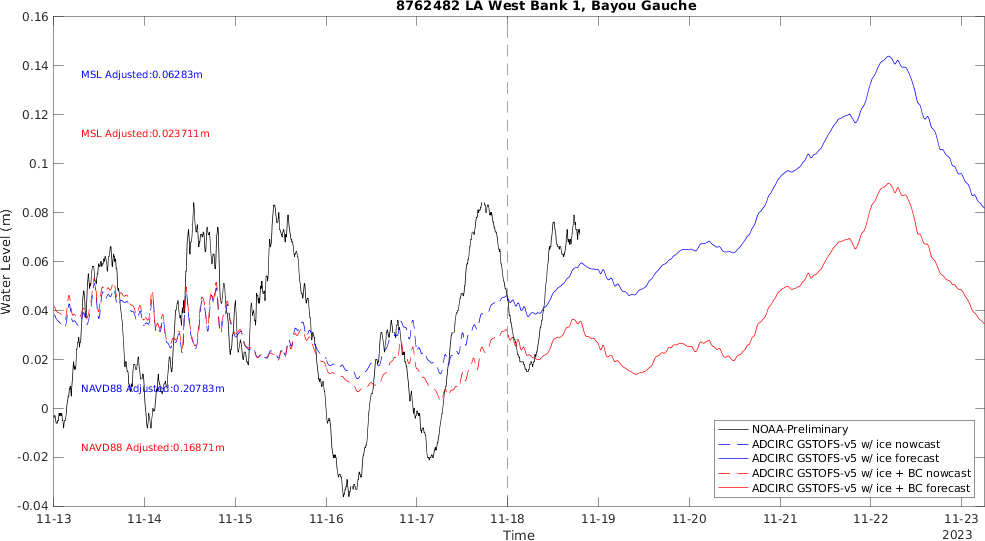 8762482 LA West Bank 1, Bayou Gauche
0.16
0.14
0.12
0.1
0.08
0.06
0.04
0.02
0
-0.02
-0.04
Water Level (m)
MSL Adjusted:0.06283m
MSL Adjusted:0.023711m
NAVD88 Adjusted:0.20783m
NAVD88 Adjusted:0.16871m
NOAA-Preliminary
ADCIRC GSTOFS-v5 w/ ice nowcast
ADCIRC GSTOFS-v5 w/ ice forecast
ADCIRC GSTOFS-v5 w/ ice + BC nowcast
ADCIRC GSTOFS-v5 w/ ice + BC forecast
11-13 11-14 11-15 11-16 11-17 11-18 11-19 11-20 11-21 11-22 11-23
Time
2023